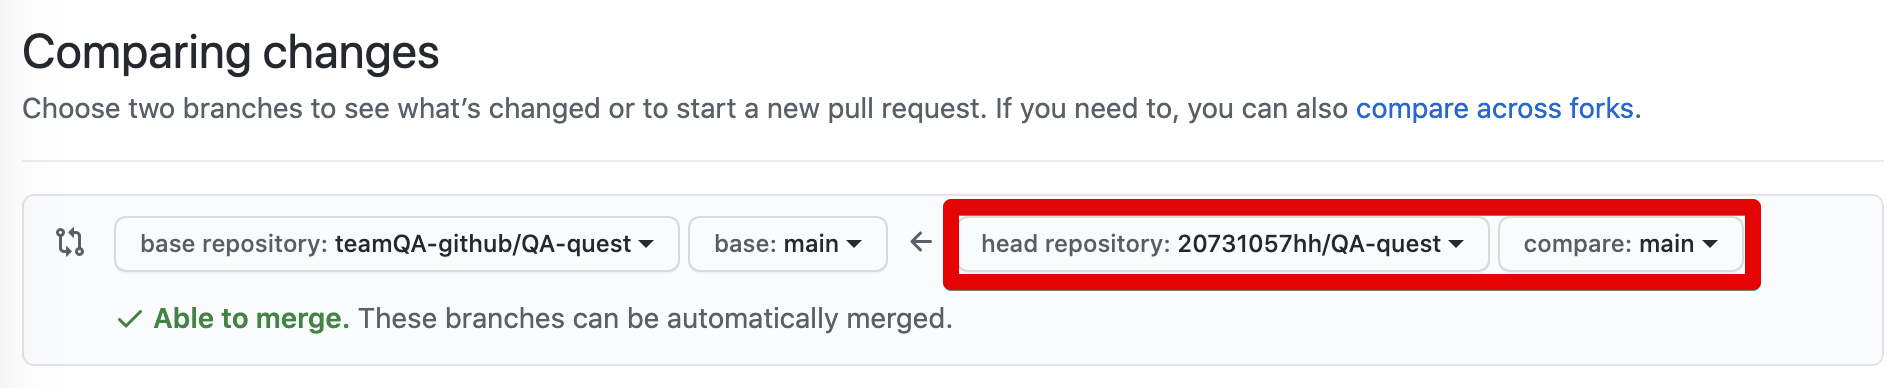 Comparing changes
Choose two branches to see what’s changed or to start a new pull request. If you need to, you can also compare across forks.
base repository: teamQA-github/QA-quest base: main head repository: 20731057hh/QA-quest compare: main
Able to merge. These branches can be automatically merged.